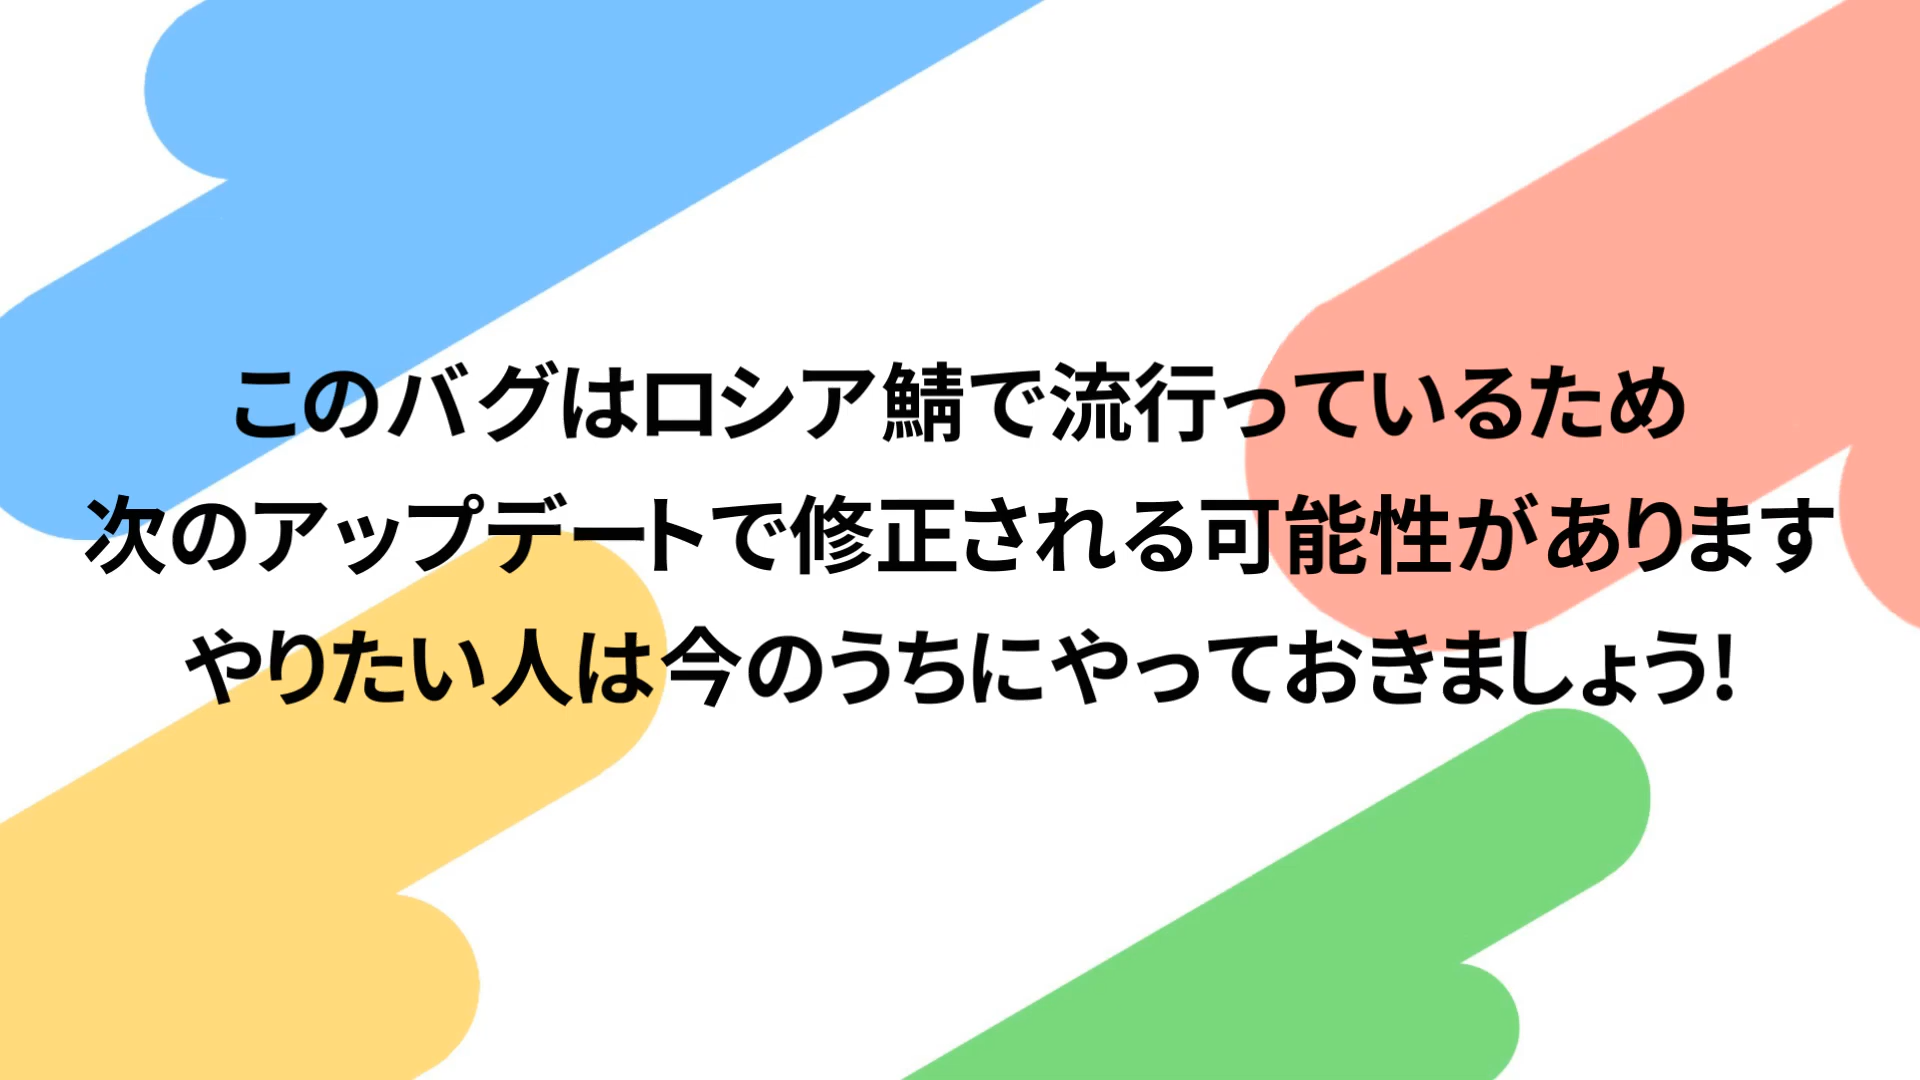 このバグはロシア鯖で流行っているため
次のアップデートで修正される可能性があります
やりたい人は今のうちにやっておきましょう!